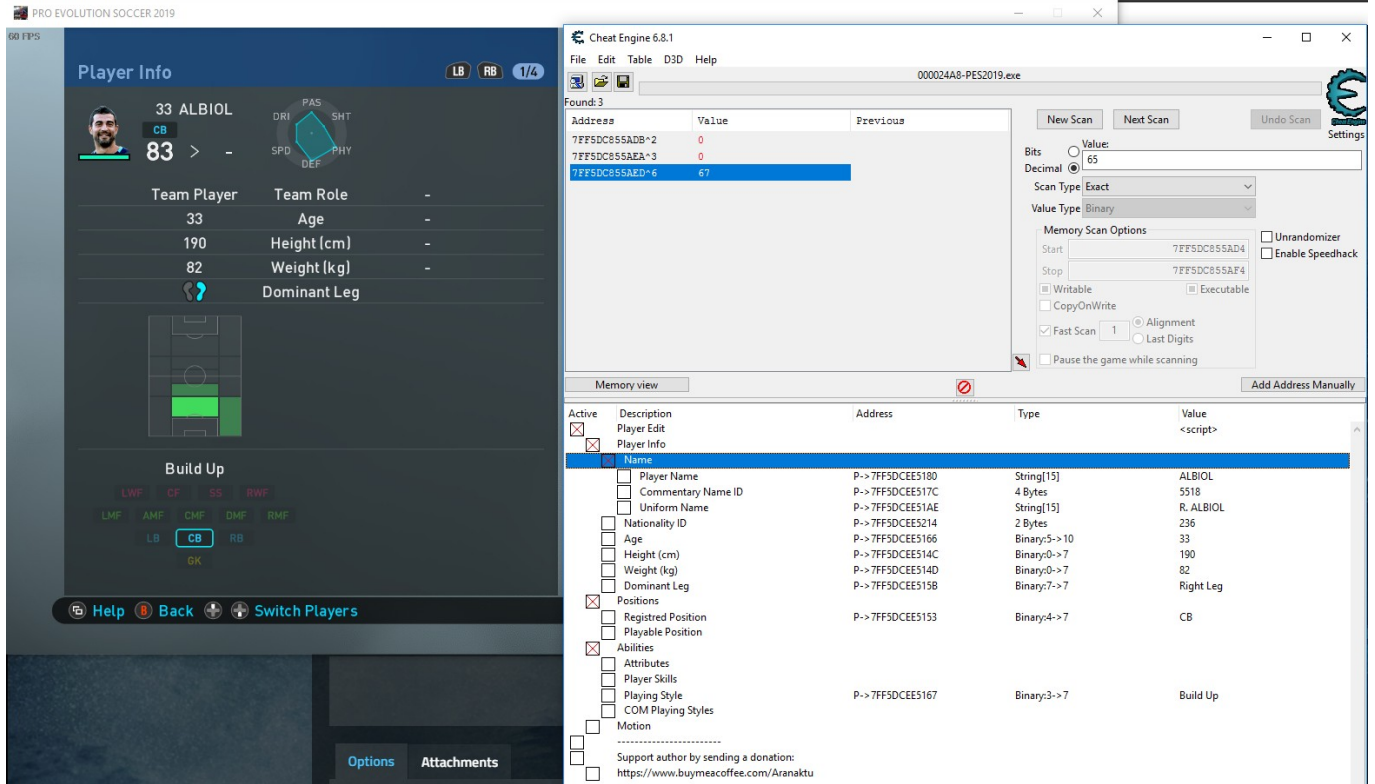 PRO EVOLUTION SOCCER 2019
60 FPS
Player Info
LB RB 1/4
33 ALBIOL
CB
83 > -
PAS
DRI SHT
SPD PHY
DEF
Team Player Team Role -
33 Age -
190 Height (cm) -
82 Weight (kg) -
Dominant Leg
Build Up
LWF CF SS RWF
LMF AMF CMF DMF RMF
LB CB RB
GK
Help B Back Switch Players
Options Attachments
Cheat Engine 6.8.1
File Edit Table D3D Help
000024A8-PES2019.exe
Found: 3
Address Value Previous
7FF5DC855ADB^2 0
7FF5DC855AEA^3 0
7FF5DC855AED^6 67
New Scan Next Scan Undo Scan
Cheat Engine
Settings
Bits Value:
Decimal 65
Scan Type Exact
Value Type Binary
Memory Scan Options
Start 7FF5DC855AD4
Stop 7FF5DC855AF4
Writable Executable
CopyOnWrite
Fast Scan 1 Alignment
Last Digits
Pause the game while scanning
Unrandomizer
Enable Speedhack
Memory view Add Address Manually
Active Description Address Type Value
Player Edit <script>
Player Info
Name
Player Name P->7FF5DCEE5180 String[15] ALBIOL
Commentary Name ID P->7FF5DCEE517C 4 Bytes 5518
Uniform Name P->7FF5DCEE51AE String[15] R. ALBIOL
Nationality ID P->7FF5DCEE5214 2 Bytes 236
Age P->7FF5DCEE5166 Binary:5->10 33
Height (cm) P->7FF5DCEE514C Binary:0->7 190
Weight (kg) P->7FF5DCEE514D Binary:0->7 82
Dominant Leg P->7FF5DCEE515B Binary:7->7 Right Leg
Positions
Registred Position P->7FF5DCEE5153 Binary:4->7 CB
Playable Position
Abilities
Attributes
Player Skills
Playing Style P->7FF5DCEE5167 Binary:3->7 Build Up
COM Playing Styles
Motion
------------------------
Support author by sending a donation:
https://www.buymeacoffee.com/Aranaktu